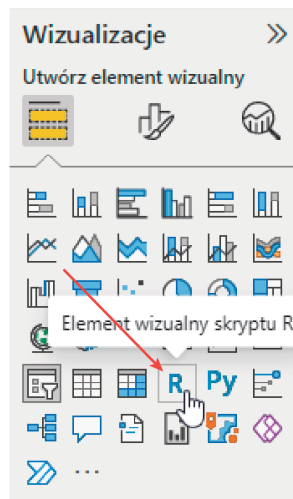 Wizualizacje
Utwórz element wizualny
Element wizualny skryptu R
R Py